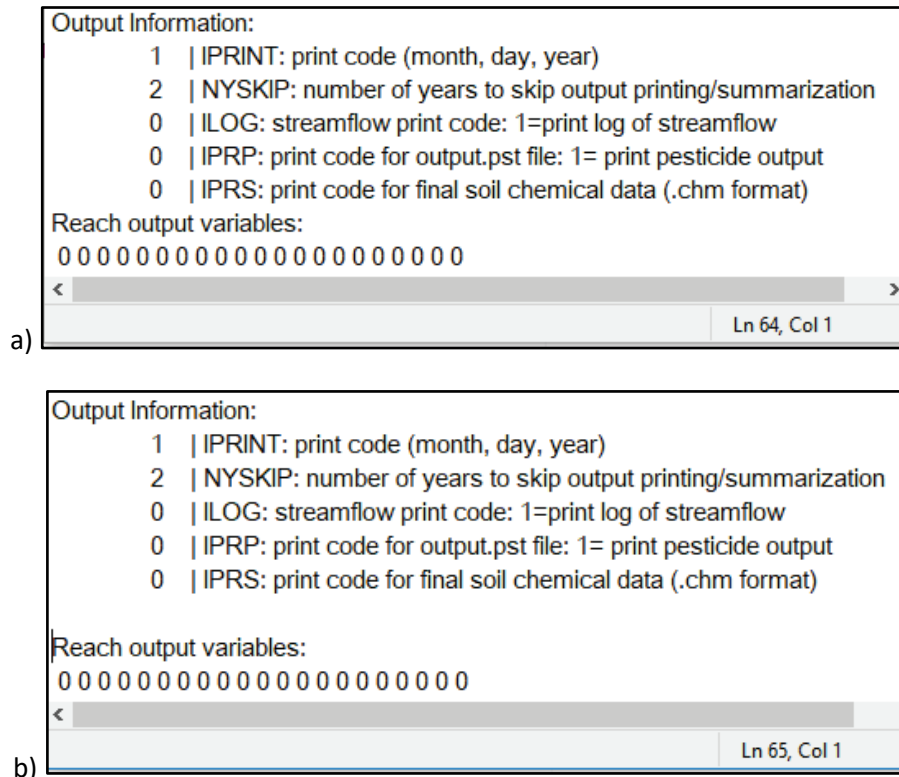 Output Information:
1 | IPRINT: print code (month, day, year)
2 | NYSKIP: number of years to skip output printing/summarization
0 | ILOG: streamflow print code: 1=print log of streamflow
0 | IPRP: print code for output.pst file: 1= print pesticide output
0 | IPRS: print code for final soil chemical data (.chm format)
Reach output variables:
0 0 0 0 0 0 0 0 0 0 0 0 0 0 0 0 0 0 0 0 0
Ln 64, Col 1
a)
Output Information:
1 | IPRINT: print code (month, day, year)
2 | NYSKIP: number of years to skip output printing/summarization
0 | ILOG: streamflow print code: 1=print log of streamflow
0 | IPRP: print code for output.pst file: 1= print pesticide output
0 | IPRS: print code for final soil chemical data (.chm format)
Reach output variables:
0 0 0 0 0 0 0 0 0 0 0 0 0 0 0 0 0 0 0 0 0
Ln 65, Col 1
b)